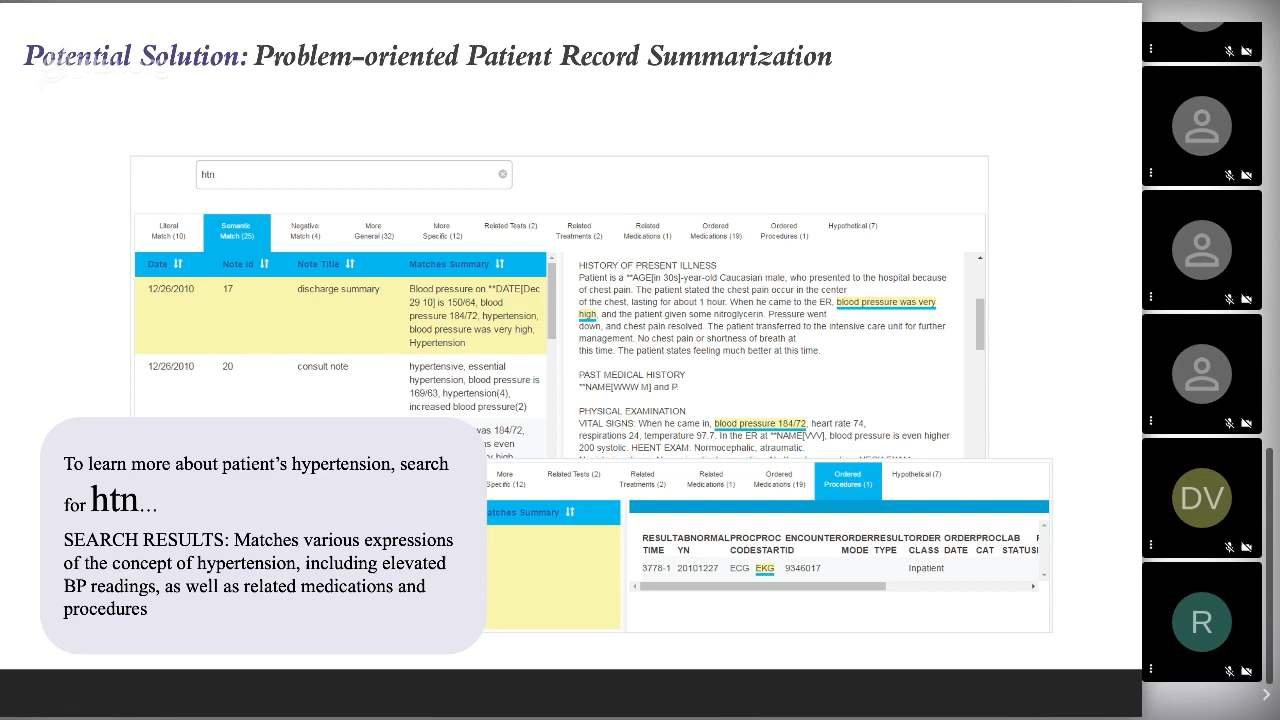 Potential Solution: Problem-oriented Patient Record Summarization
htn
Literal Match (10)
Semantic Match (25)
Negative Match (4)
More General (32)
More Specific (12)
Related Tests (2)
Related Treatments (2)
Related Medications (1)
Ordered Medications (19)
Ordered Procedures (1)
Hypothetical (7)
Date Note Id Note Title Matches Summary
12/26/2010 17 discharge summary
Blood pressure on **DATE[Dec
29 10] is 150/64, blood
pressure 184/72, hypertension,
blood pressure was very high,
Hypertension
12/26/2010 20 consult note
hypertensive, essential
hypertension, blood pressure is
169/63, hypertension(4),
increased blood pressure(2)
was 184/72,
s even
y high,
HISTORY OF PRESENT ILLNESS
Patient is a **AGE[in 30s]-year-old Caucasian male, who presented to the hospital because
of chest pain. The patient stated the chest pain occur in the center
of the chest, lasting for about 1 hour. When he came to the ER, blood pressure was very
high, and the patient given some nitroglycerin. Pressure went
down, and chest pain resolved. The patient transferred to the intensive care unit for further
management. No chest pain or shortness of breath at
this time. The patient states feeling much better at this time.
PAST MEDICAL HISTORY
**NAME[WWW M] and P.
PHYSICAL EXAMINATION
VITAL SIGNS: When he came in, blood pressure 184/72, heart rate 74,
respirations 24, temperature 97.7. In the ER at **NAME[VVV], blood pressure is even higher
200 systolic. HEENT EXAM: Normocephalic, atraumatic.
More Specific (12)
Related Tests (2)
Related Treatments (2)
Related Medications (1)
Ordered Medications (19)
Ordered Procedures (1)
Hypothetical (7)
atches Summary
RESULTABNORMALPROCPROC ENCOUNTERORDERRESULTORDER ORDERPROCLAB
TIME YN CODESTARTID MODE TYPE CLASS DATE CAT STATUS
3778-1 20101227 ECG EKG 9346017 Inpatient
To learn more about patient's hypertension, search
for htn…
SEARCH RESULTS: Matches various expressions
of the concept of hypertension, including elevated
BP readings, as well as related medications and
procedures
DV
R